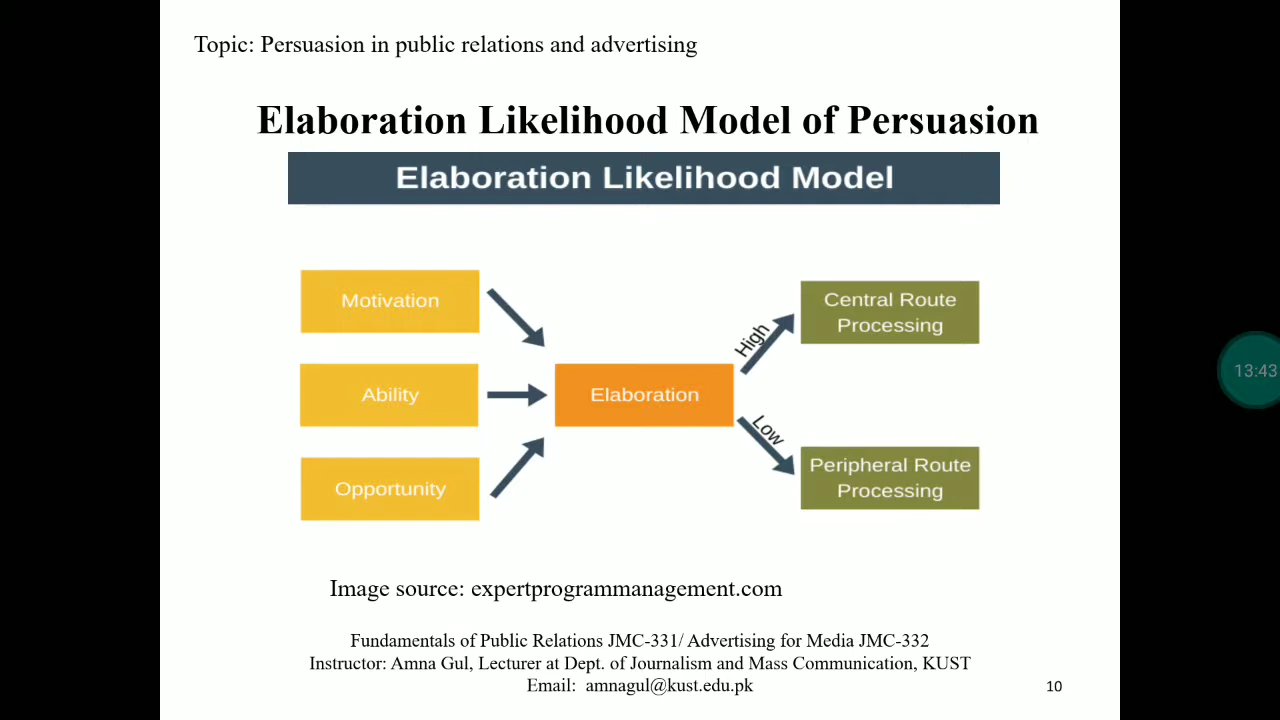 Topic: Persuasion in public relations and advertising
Elaboration Likelihood Model of Persuasion
Elaboration Likelihood Model
Motivation
Ability
Opportunity
Elaboration
High
Low
Central Route
Processing
Peripheral Route
Processing
13:43
Image source: expertprogrammanagement.com
Fundamentals of Public Relations JMC-331/ Advertising for Media JMC-332
Instructor: Amna Gul, Lecturer at Dept. of Journalism and Mass Communication, KUST
Email: amnagul@kust.edu.pk
10